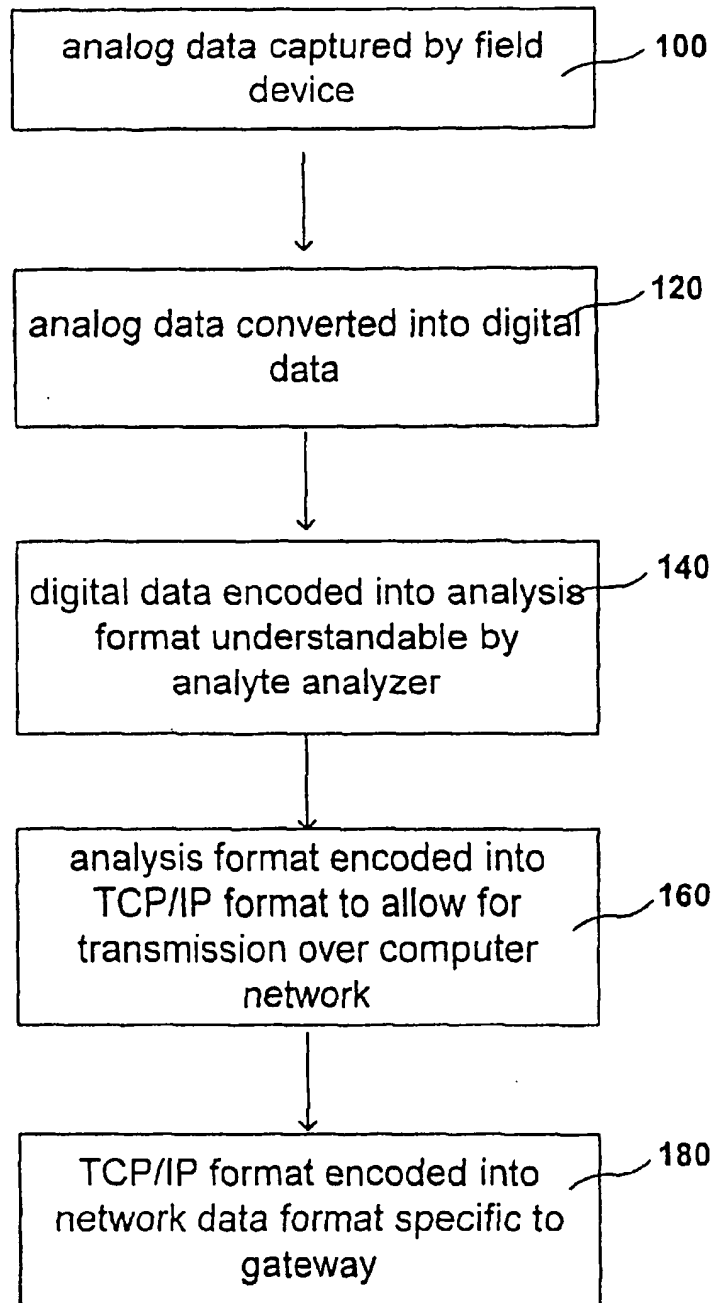 analog data captured by field
device
100
analog data converted into digital
data
120
digital data encoded into analysis
format understandable by
analyte analyzer
140
analysis format encoded into
TCP/IP format to allow for
transmission over computer
network
160
TCP/IP format encoded into
network data format specific to
gateway
180